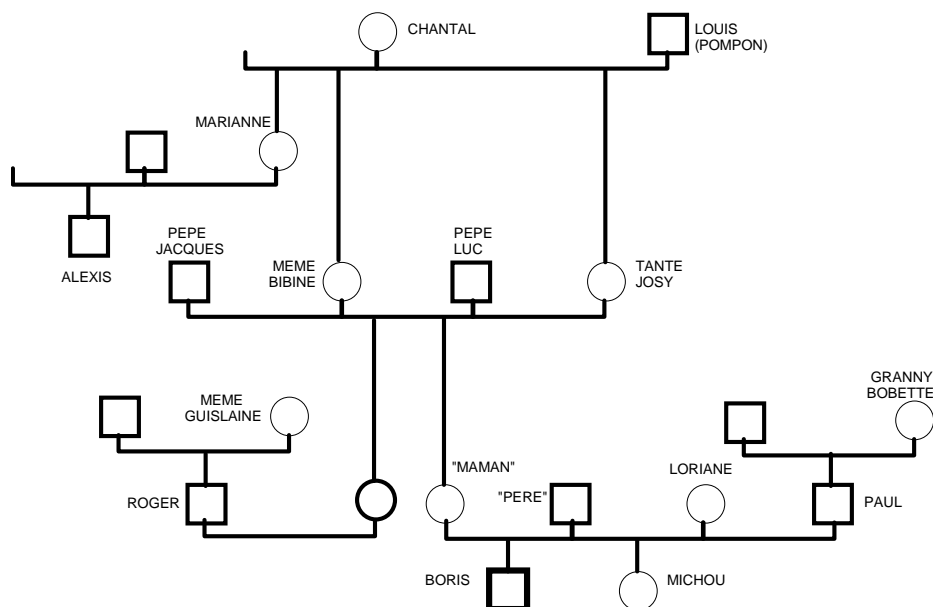 CHANTAL
LOUIS
(POMPON)
MARIANNE
ALEXIS
PEPE
JACQUES
MEME
BIBINE
PEPE
LUC
TANTE
JOSY
MEME
GUISLAINE
GRANNY
BOBETTE
ROGER
"MAMAN"
"PERE"
LORIANE
PAUL
BORIS
MICHOU